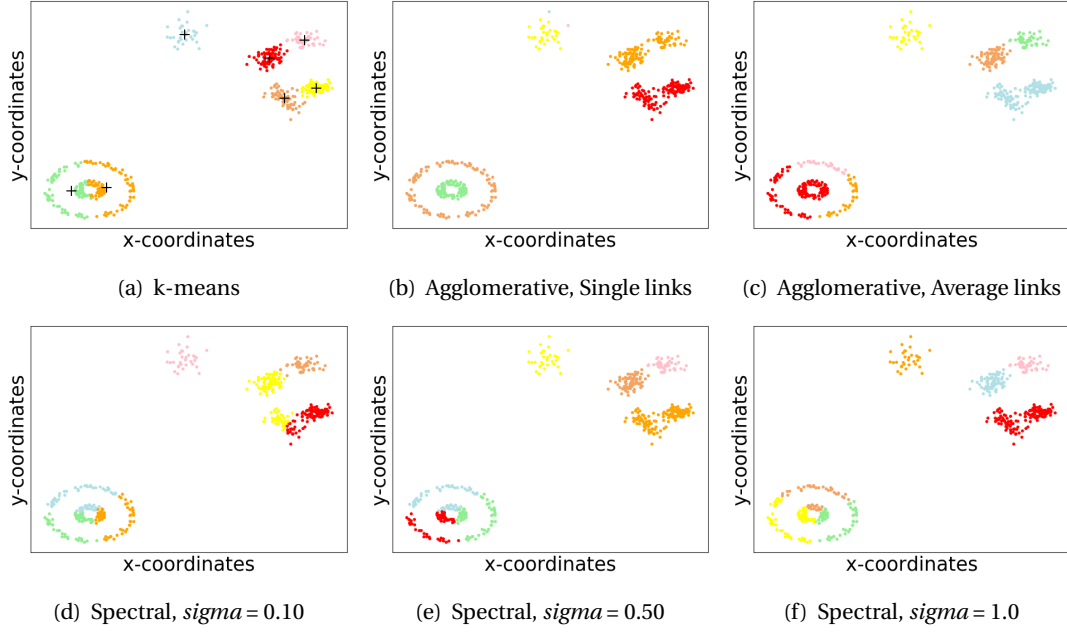 y-coordinates
x-coordinates
(a) k-means
y-coordinates
x-coordinates
(b) Agglomerative, Single links
y-coordinates
x-coordinates
(c) Agglomerative, Average links
y-coordinates
x-coordinates
(d) Spectral, sigma = 0.10
y-coordinates
x-coordinates
(e) Spectral, sigma = 0.50
y-coordinates
x-coordinates
(f) Spectral, sigma = 1.0